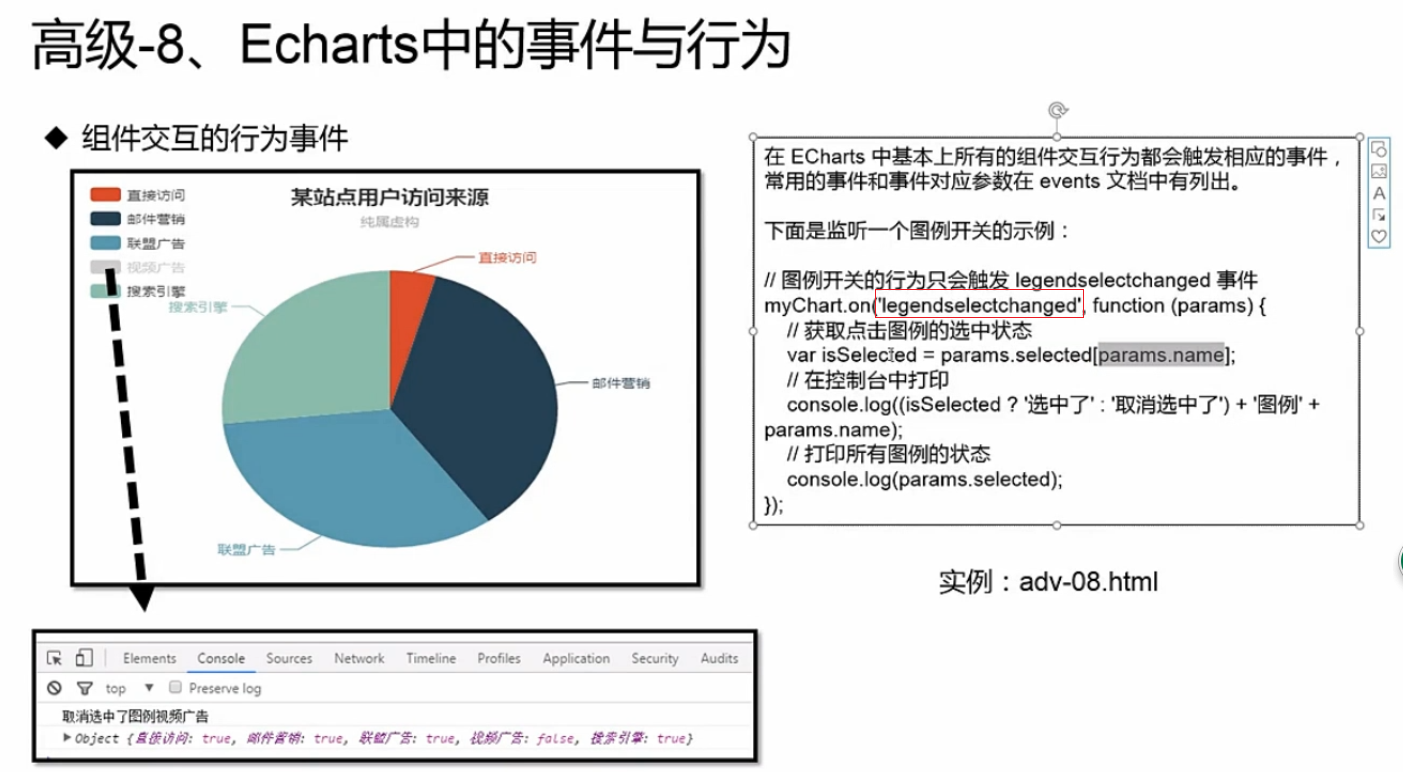 高级-8、Echarts中的事件与行为
◆ 组件交互的行为事件
直接访问
邮件营销
联盟广告
视频广告
搜索引擎
某站点用户访问来源
纯属虚构
直接访问
搜索引擎
邮件营销
联盟广告
在 ECharts 中基本上所有的组件交互行为都会触发相应的事件，
常用的事件和事件对应参数在 events 文档中有列出。
下面是监听一个图例开关的示例：
// 图例开关的行为只会触发 legendselectchanged 事件
myChart.on('legendselectchanged', function (params) {
// 获取点击图例的选中状态
var isSelected = params.selected[params.name];
// 在控制台中打印
console.log((isSelected ? '选中了' : '取消选中了') + '图例' +
params.name);
// 打印所有图例的状态
console.log(params.selected);
});
实例：adv-08.html
Elements Console Sources Network Timeline Profiles Application Security Audits
top ▼ Preserve log
取消选中了图例视频广告
▶Object {直接访问: true, 邮件营销: true, 联盟广告: true, 视频广告: false, 搜索引擎: true}